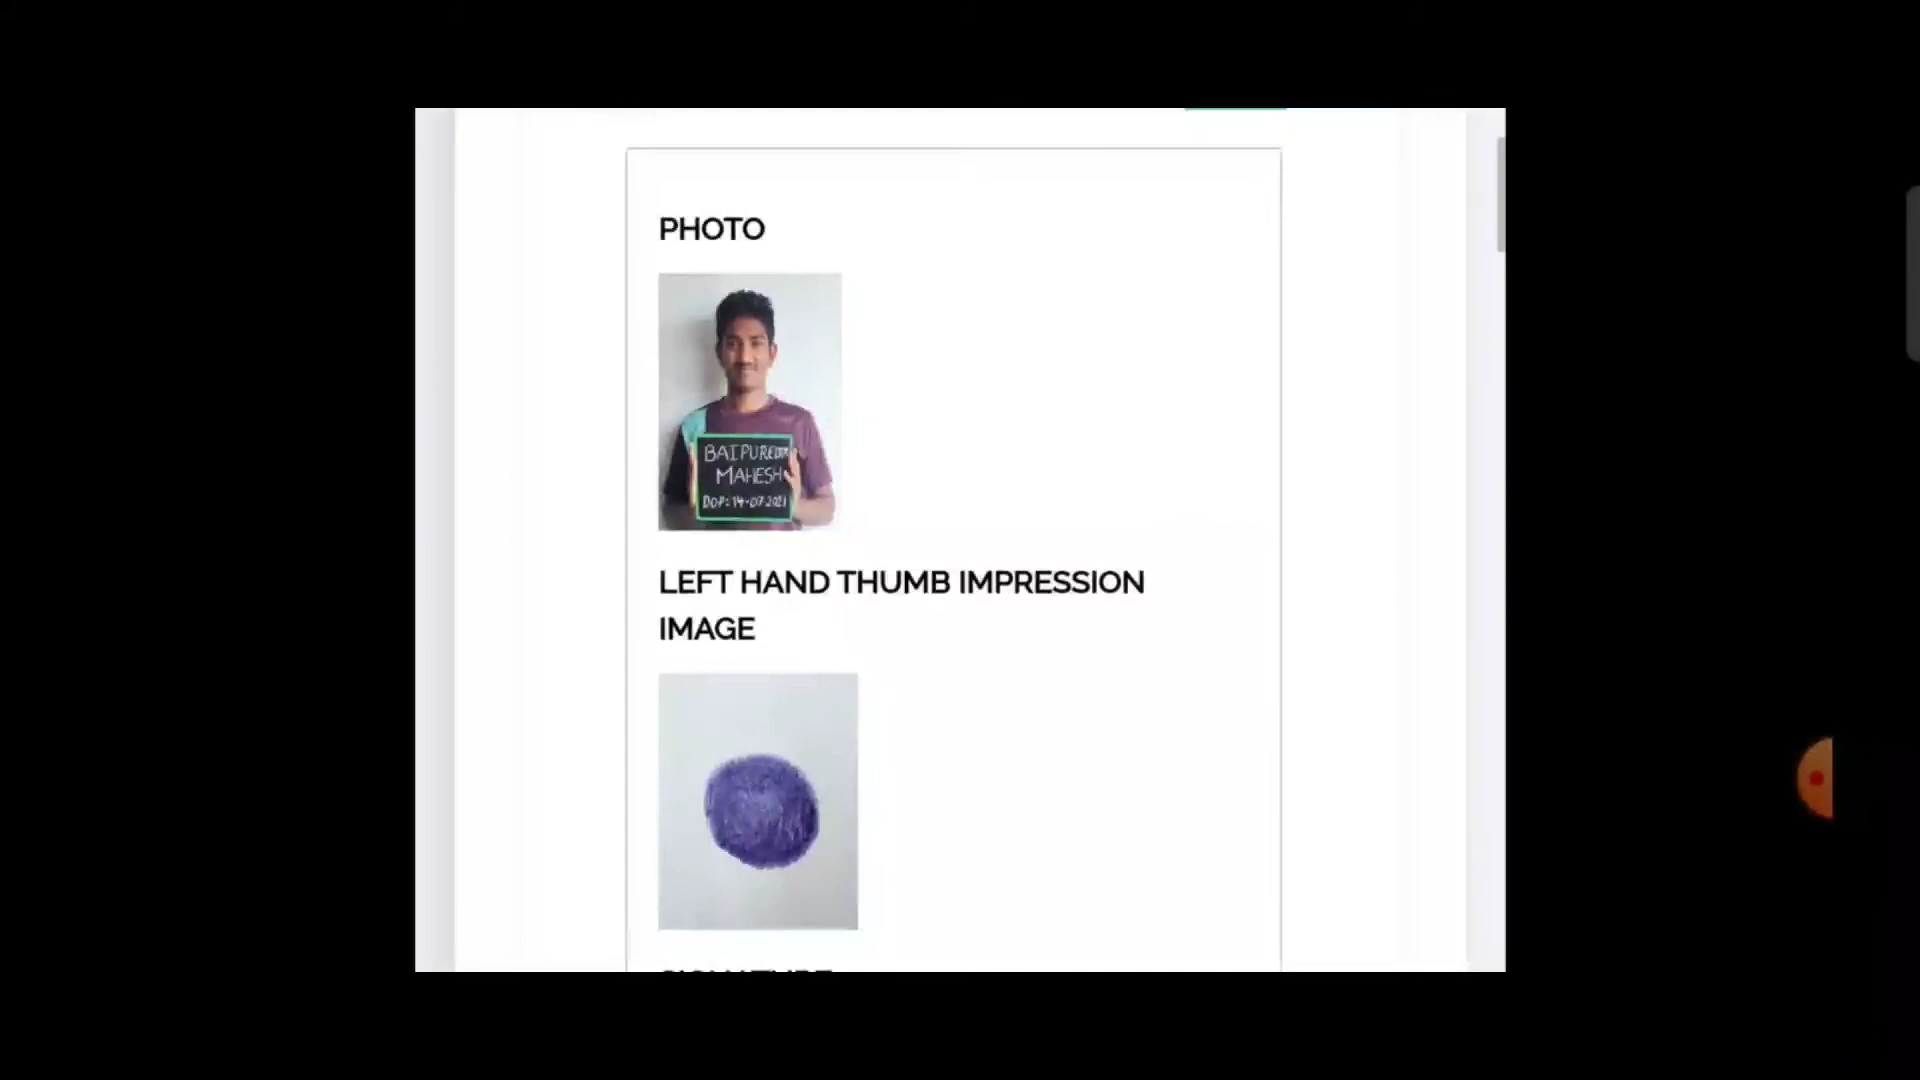 PHOTO
MAHESH
DOP: 14-07-2021
LEFT HAND THUMB IMPRESSION
IMAGE